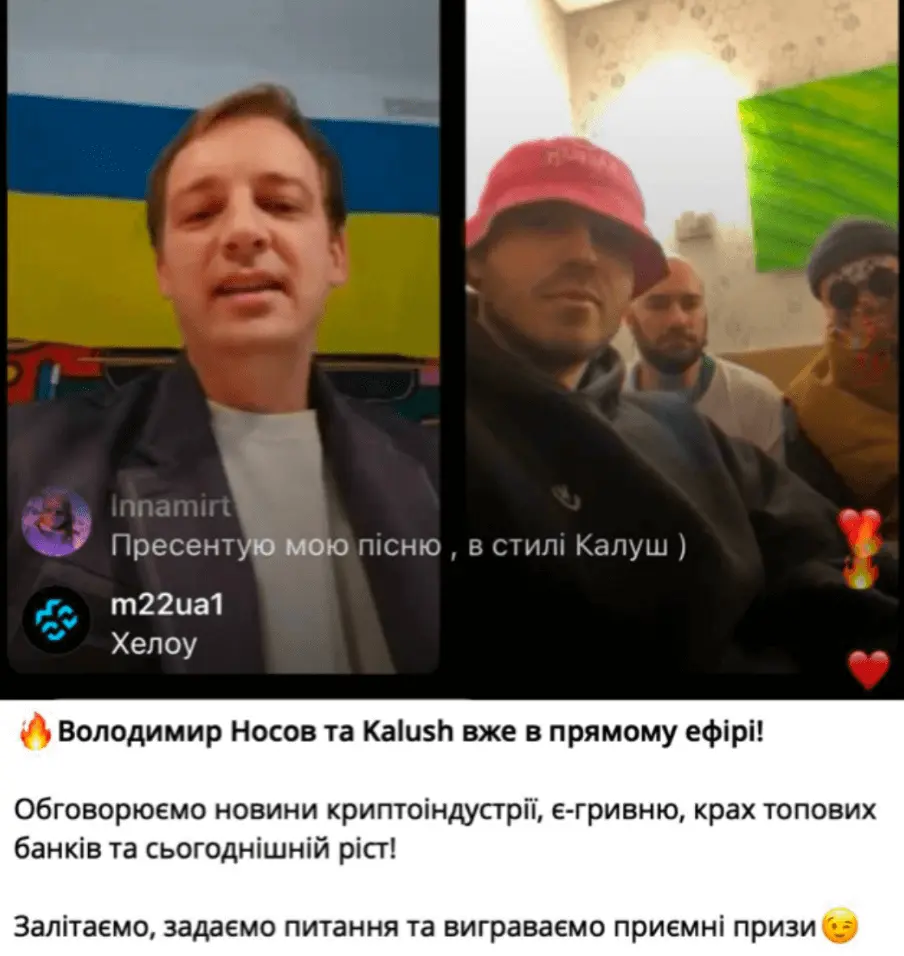 Innamirt
Пресентую мою пісню , в стилі Калуш )
m22ua1
Хелоу
🔥Володимир Носов та Kalush вже в прямому ефірі!
Обговорюємо новини криптоіндустрії, є-гривню, крах топових
банків та сьогоднішній ріст!
Залітаємо, задаємо питання та виграваємо приємні призи😉